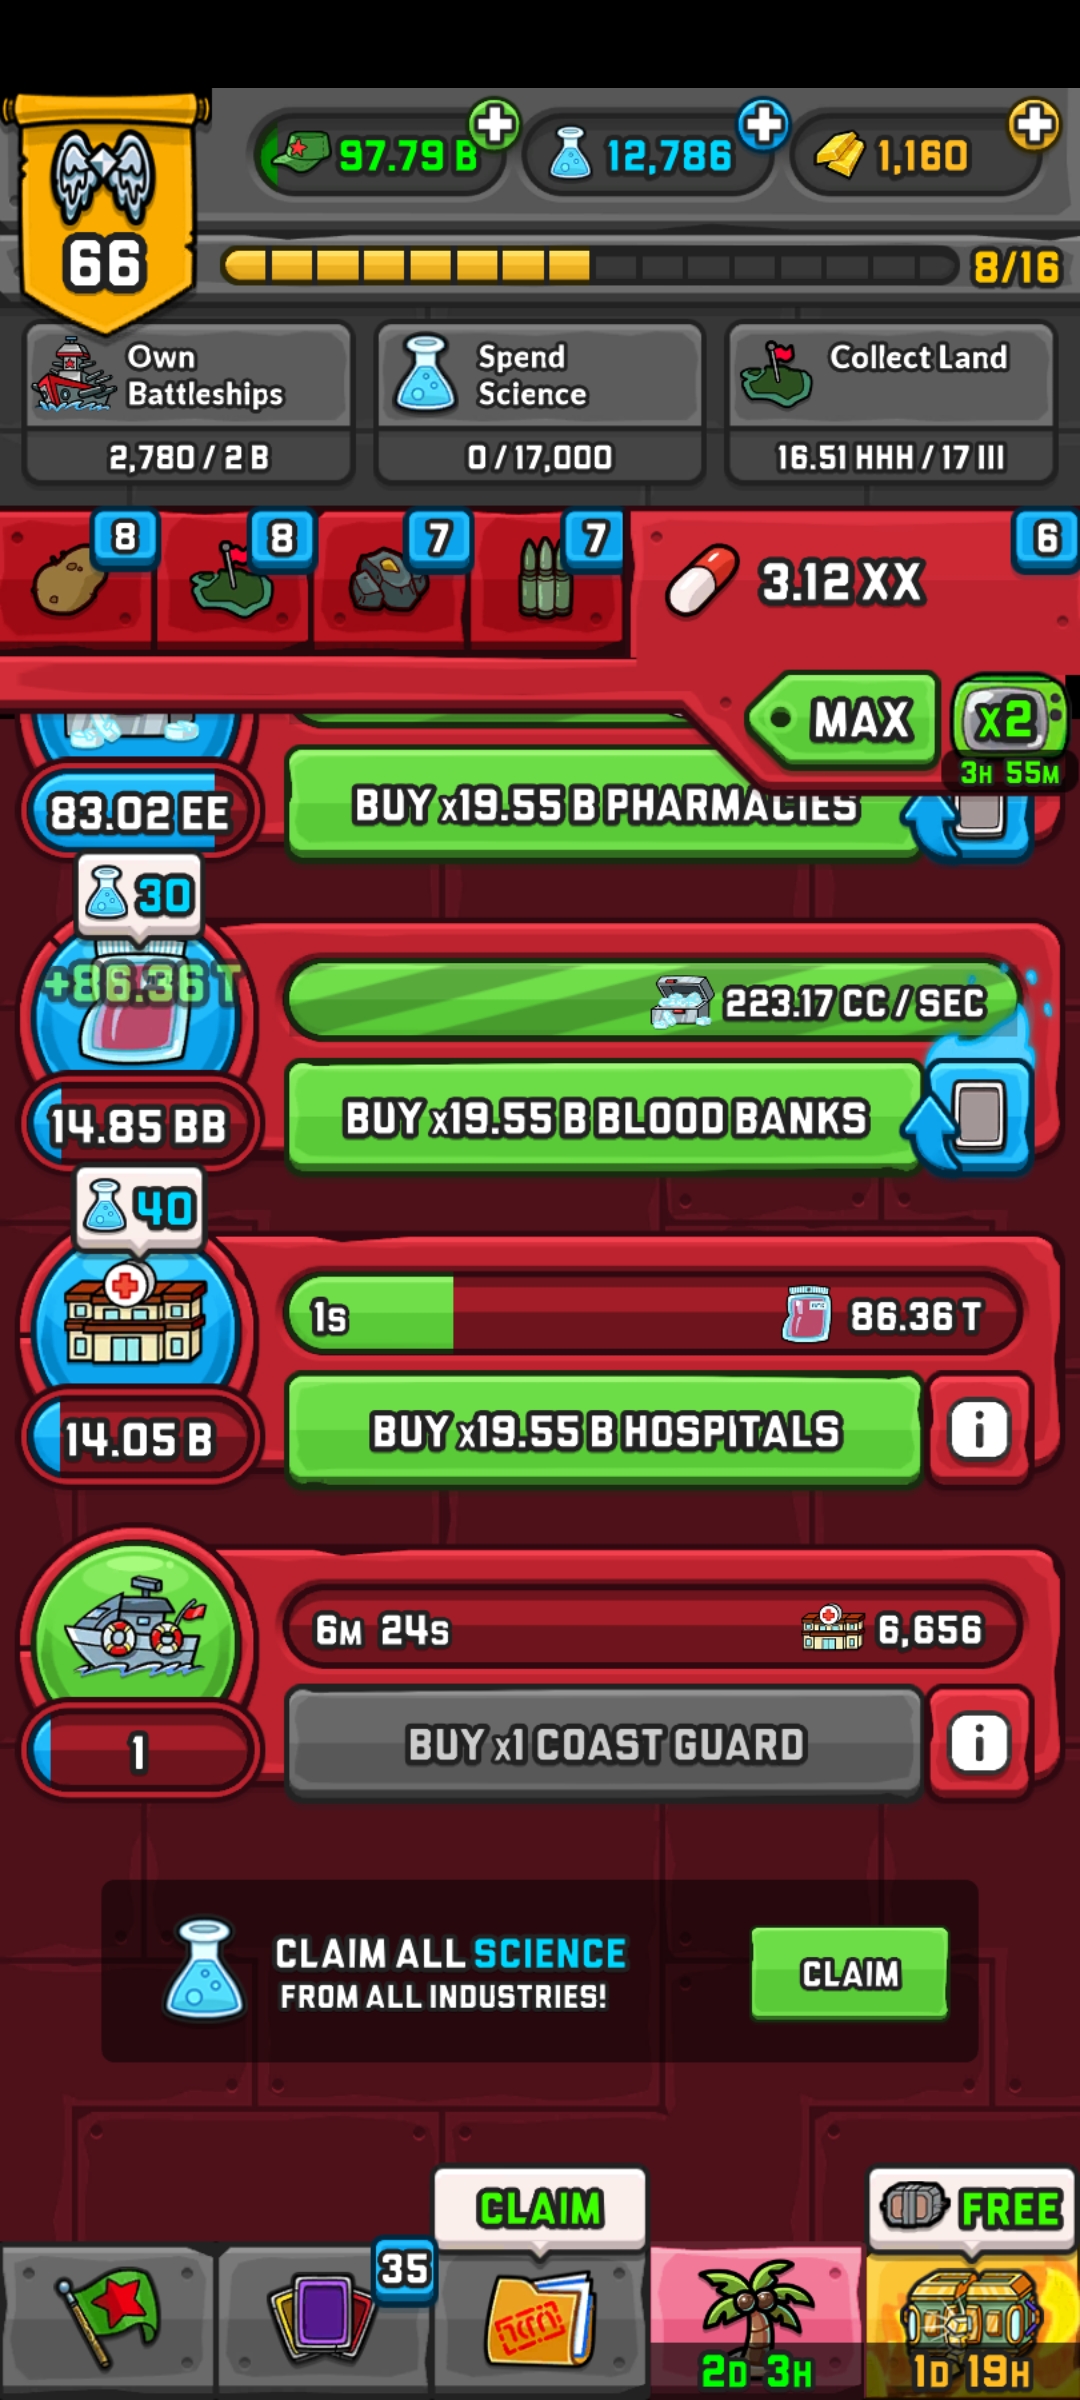 97.79 B
12,786
1,160
66
8/16
Own
Battleships
2,780 / 2 B
Spend
Science
0 / 17,000
Collect Land
16.51 HHH / 17 III
8
8
7
7
6
3.12 XX
MAX
x2
3H 55M
83.02 EE
BUY x19.55 B PHARMACIES
30
+86.36 T
223.17 CC / SEC
14.85 BB
BUY x19.55 B BLOOD BANKS
40
1s
86.36 T
14.05 B
BUY x19.55 B HOSPITALS
i
6M 24s
6,656
1
BUY x1 COAST GUARD
i
CLAIM ALL SCIENCE
FROM ALL INDUSTRIES!
CLAIM
CLAIM
FREE
35
2D 3H
1D 19H